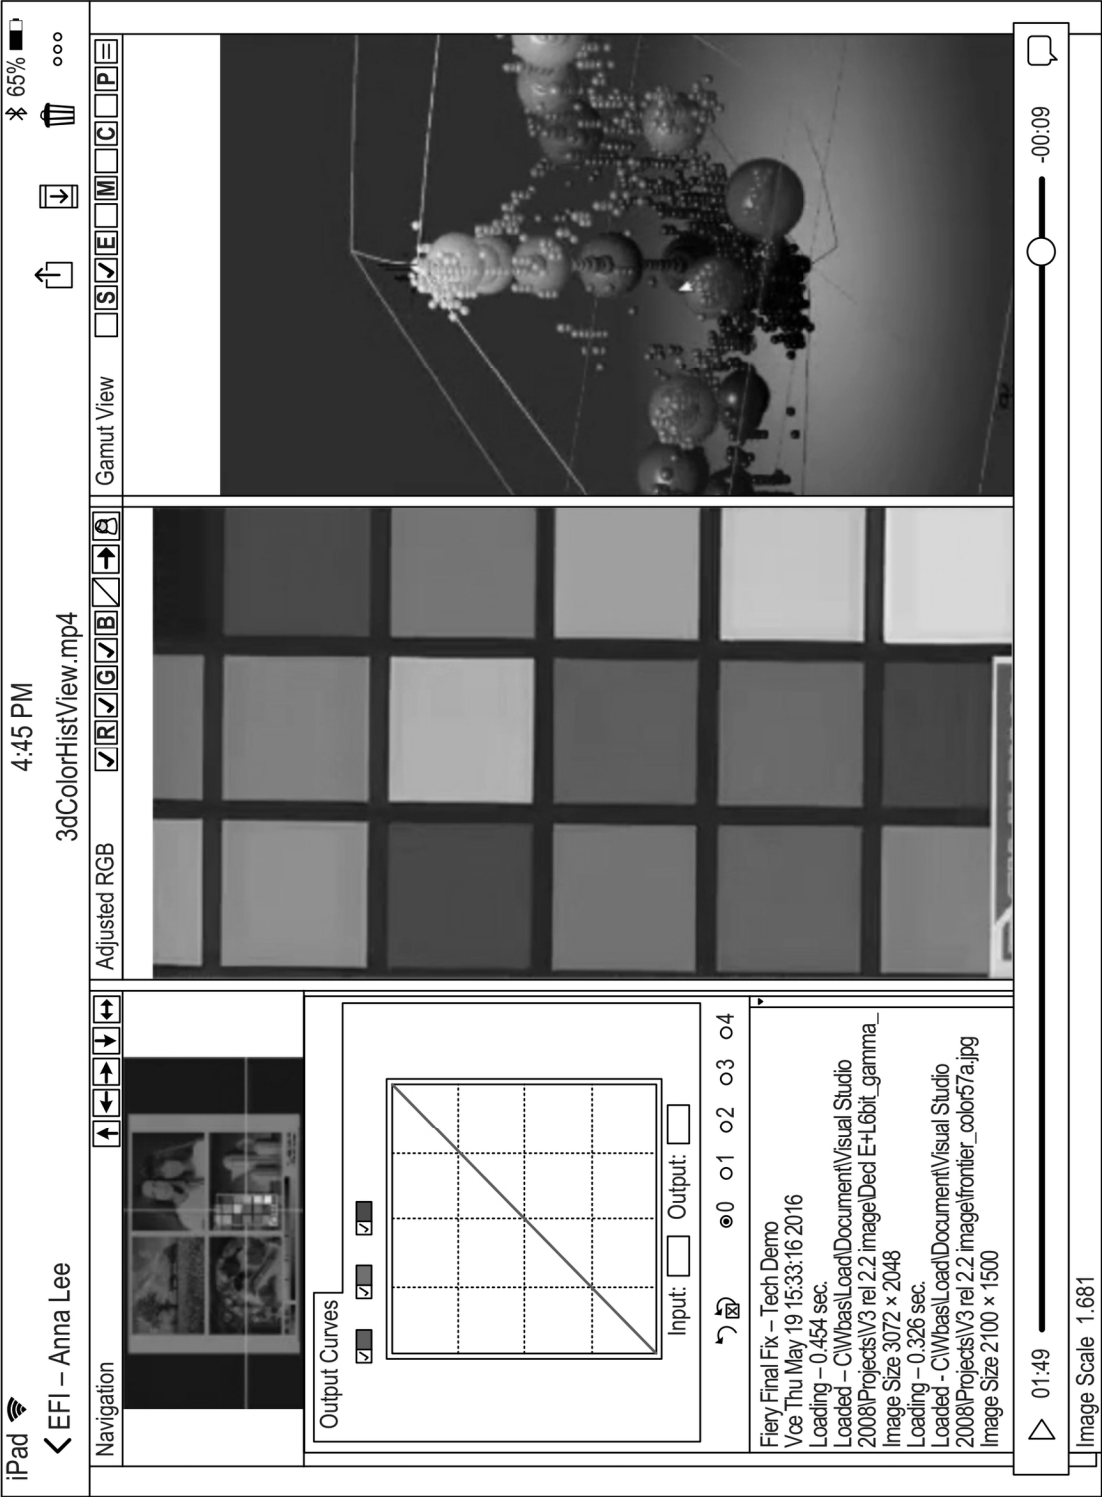 iPad 4:45 PM 65%
EFI – Anna Lee 3dColorHistView.mp4
Navigation
Adjusted RGB R G B
Gamut View S E M C P
Output Curves
Input: Output:
0 1 2 3 4
Fiery Final Fix – Tech Demo
Vce Thu May 19 15:33:16 2016
Loading – 0.454 sec.
Loaded – C\Wbas\Load\Document\Visual Studio
2008\Projects\V3 rel 2.2 image\Ded E+L6bit_gamma_
Image Size 3072 × 2048
Loading – 0.326 sec.
Loaded - C\Wbas\Load\Document\Visual Studio
2008\Projects\V3 rel 2.2 image\frontier_color57a.jpg
Image Size 2100 × 1500
01:49 -00:09
Image Scale 1.681